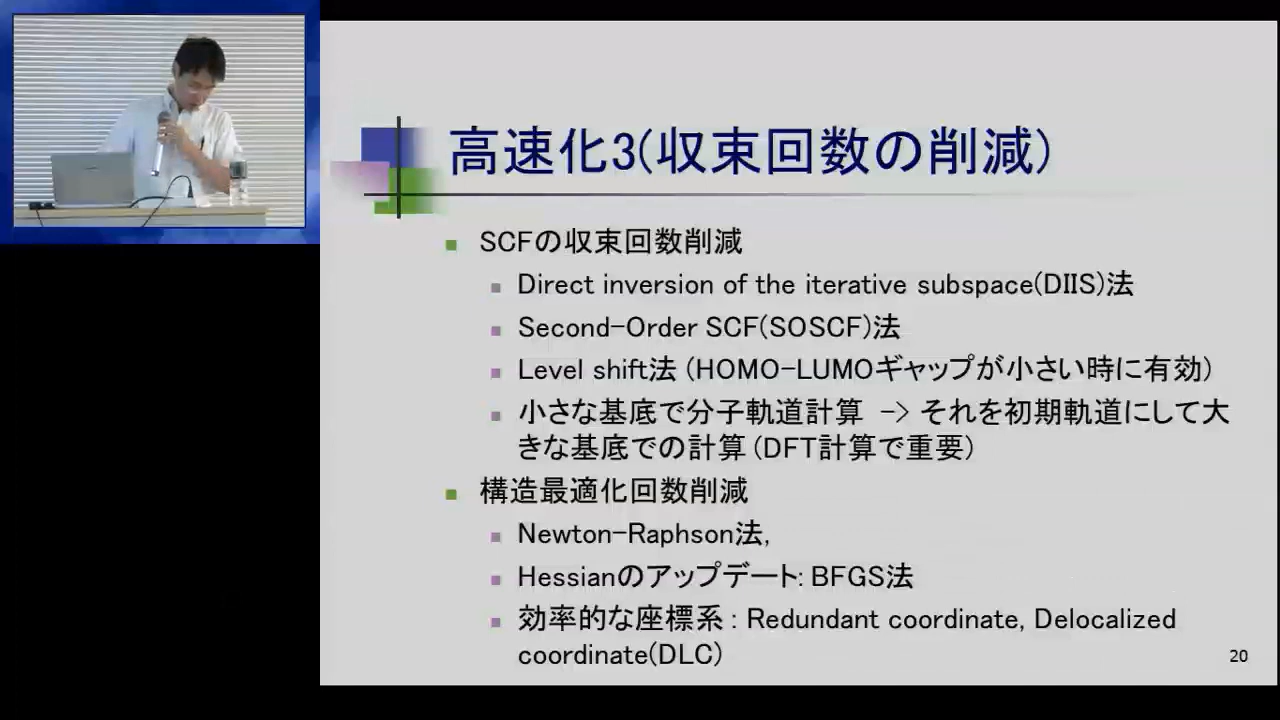 高速化3(収束回数の削減)
SCFの収束回数削減
Direct inversion of the iterative subspace(DIIS)法
Second-Order SCF(SOSCF)法
Level shift法 (HOMO-LUMOギャップが小さい時に有効)
小さな基底で分子軌道計算 -> それを初期軌道にして大
きな基底での計算 (DFT計算で重要)
構造最適化回数削減
Newton-Raphson法,
Hessianのアップデート: BFGS法
効率的な座標系 : Redundant coordinate, Delocalized
coordinate(DLC)
20